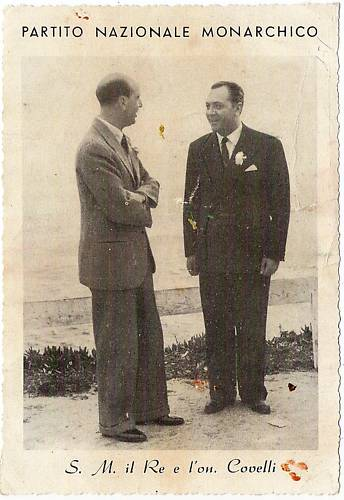 PARTITO NAZIONALE MONARCHICO
S. M. il Re e l'on. Covelli